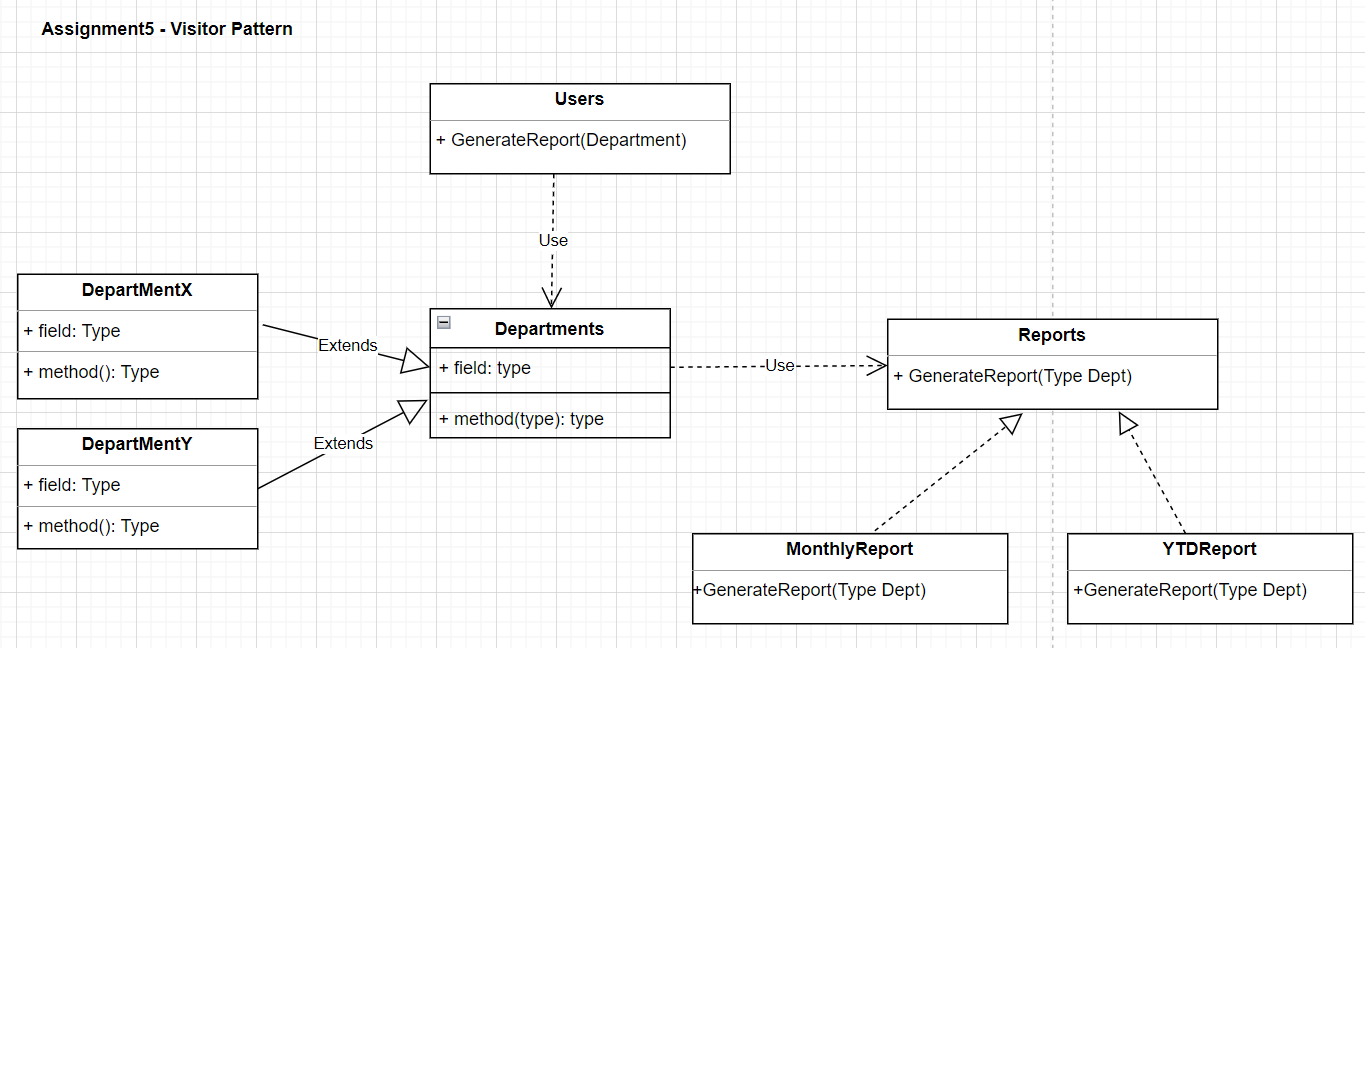 Assignment5 - Visitor Pattern
Users
+ GenerateReport(Department)
Use
DepartMentX
+ field: Type
+ method(): Type
Extends
Departments
+ field: type
+ method(type): type
Use
Reports
+ GenerateReport(Type Dept)
DepartMentY
+ field: Type
+ method(): Type
Extends
MonthlyReport
+GenerateReport(Type Dept)
YTDReport
+GenerateReport(Type Dept)